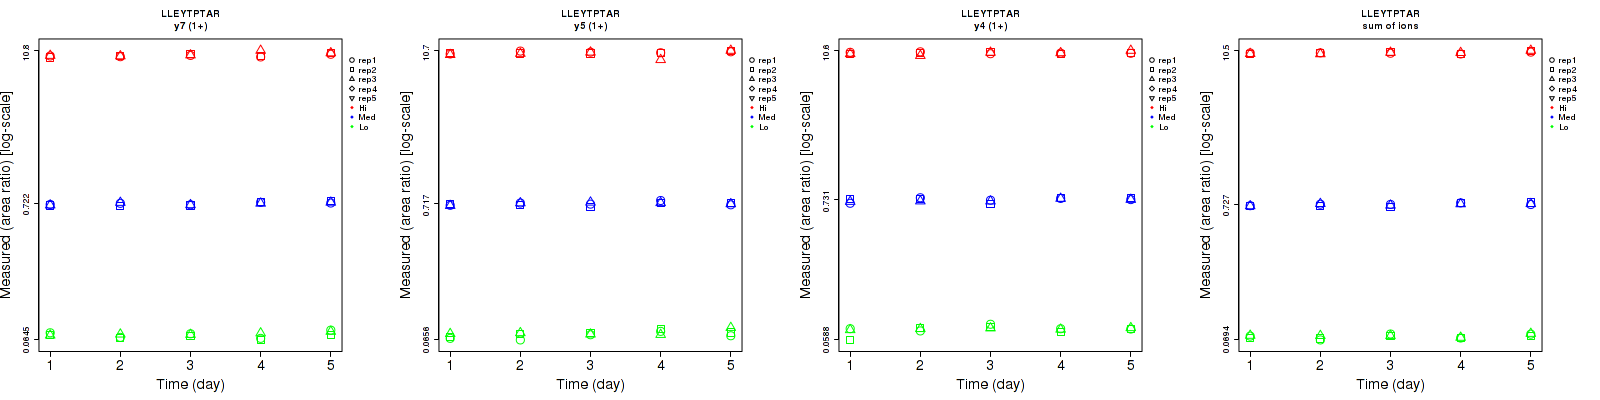 LLEYTPTAR
y7 (1+)
Measured (area ratio) [log-scale]
10.8
0.722
0.0645
1 2 3 4 5
Time (day)
rep1
rep2
rep3
rep4
rep5
Hi
Med
Lo
LLEYTPTAR
y5 (1+)
Measured (area ratio) [log-scale]
10.7
0.717
0.0656
1 2 3 4 5
Time (day)
rep1
rep2
rep3
rep4
rep5
Hi
Med
Lo
LLEYTPTAR
y4 (1+)
Measured (area ratio) [log-scale]
10.6
0.731
0.0588
1 2 3 4 5
Time (day)
rep1
rep2
rep3
rep4
rep5
Hi
Med
Lo
LLEYTPTAR
sum of ions
Measured (area ratio) [log-scale]
10.5
0.727
0.0694
1 2 3 4 5
Time (day)
rep1
rep2
rep3
rep4
rep5
Hi
Med
Lo